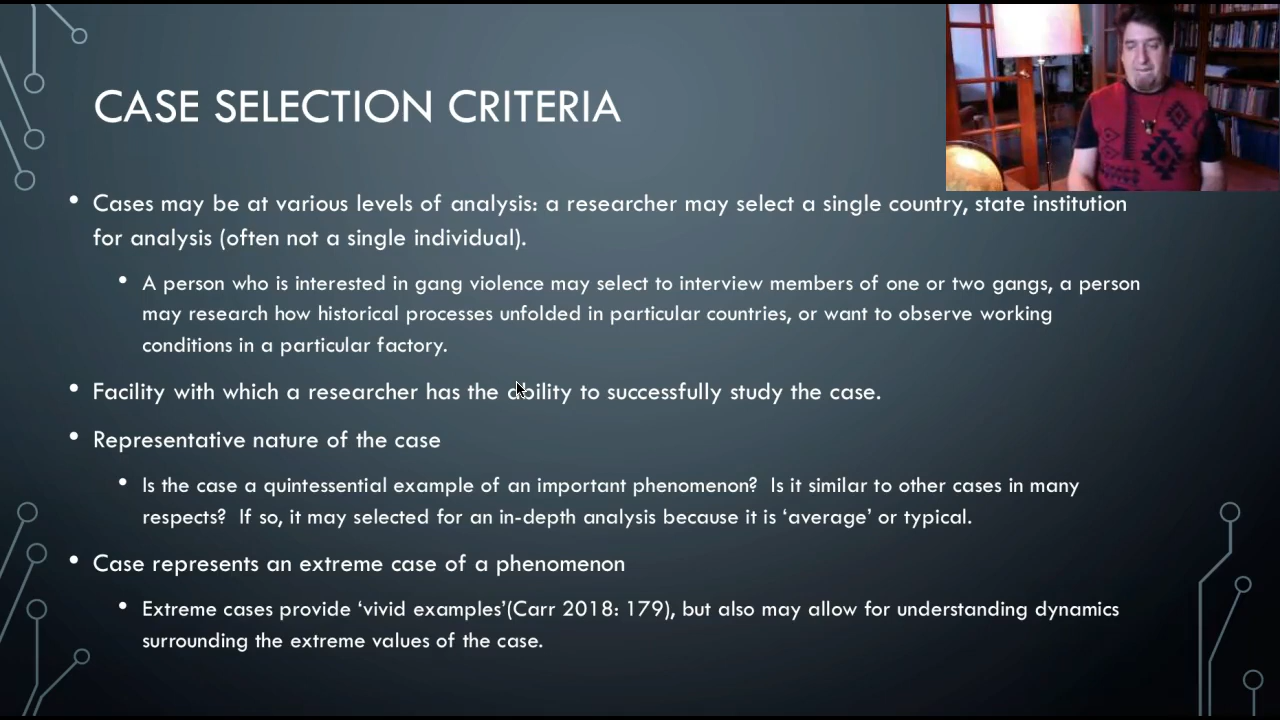 CASE SELECTION CRITERIA
Cases may be at various levels of analysis: a researcher may select a single country, state institution
for analysis (often not a single individual).
A person who is interested in gang violence may select to interview members of one or two gangs, a person
may research how historical processes unfolded in particular countries, or want to observe working
conditions in a particular factory.
Facility with which a researcher has the ability to successfully study the case.
Representative nature of the case
Is the case a quintessential example of an important phenomenon? Is it similar to other cases in many
respects? If so, it may selected for an in-depth analysis because it is ‘average’ or typical.
Case represents an extreme case of a phenomenon
Extreme cases provide ‘vivid examples’(Carr 2018: 179), but also may allow for understanding dynamics
surrounding the extreme values of the case.